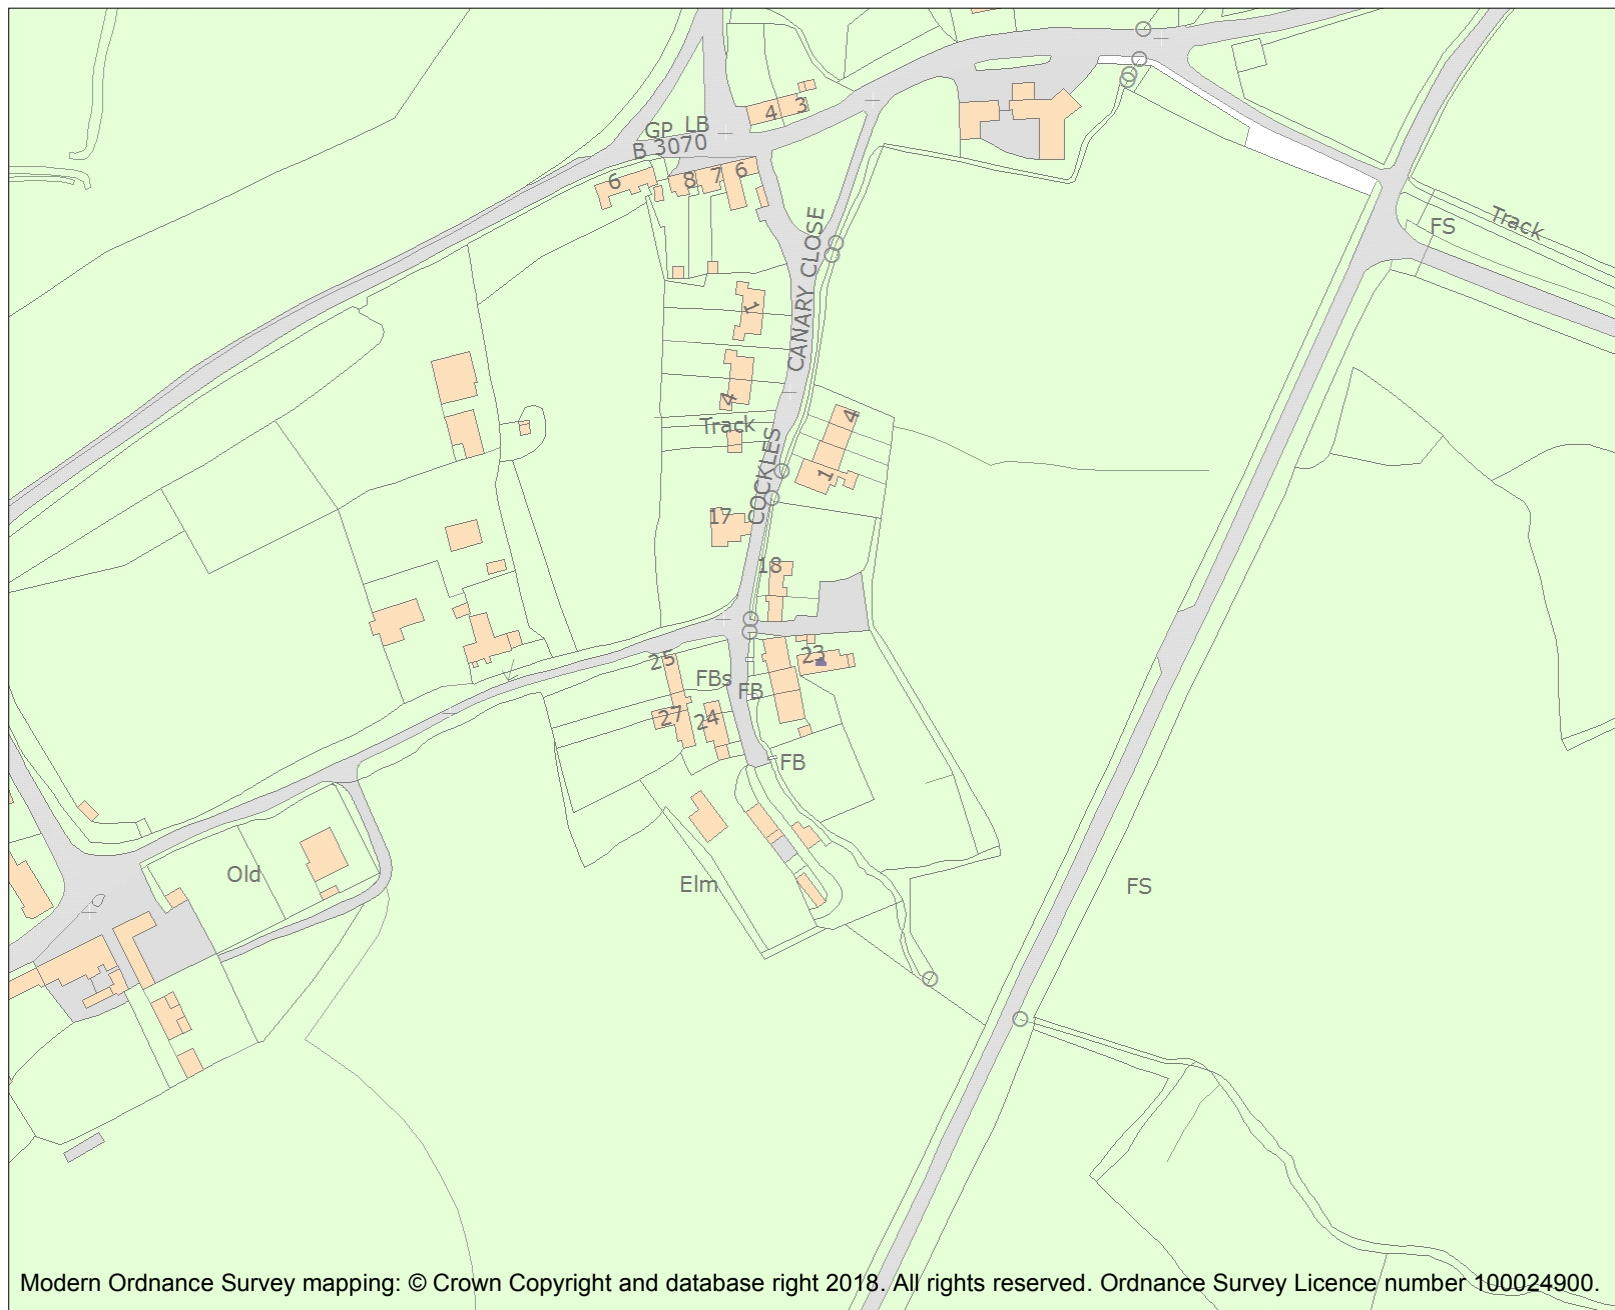 4 3
GP LB
B 3070
6 8 7 6
CANARY CLOSE
FS
Track
1
4
Track
4
1
COCKLES
17
18
23
25
FBs
FB
27
24
FB
Old
Elm
FS
Modern Ordnance Survey mapping: © Crown Copyright and database right 2018. All rights reserved. Ordnance Survey Licence number 100024900.